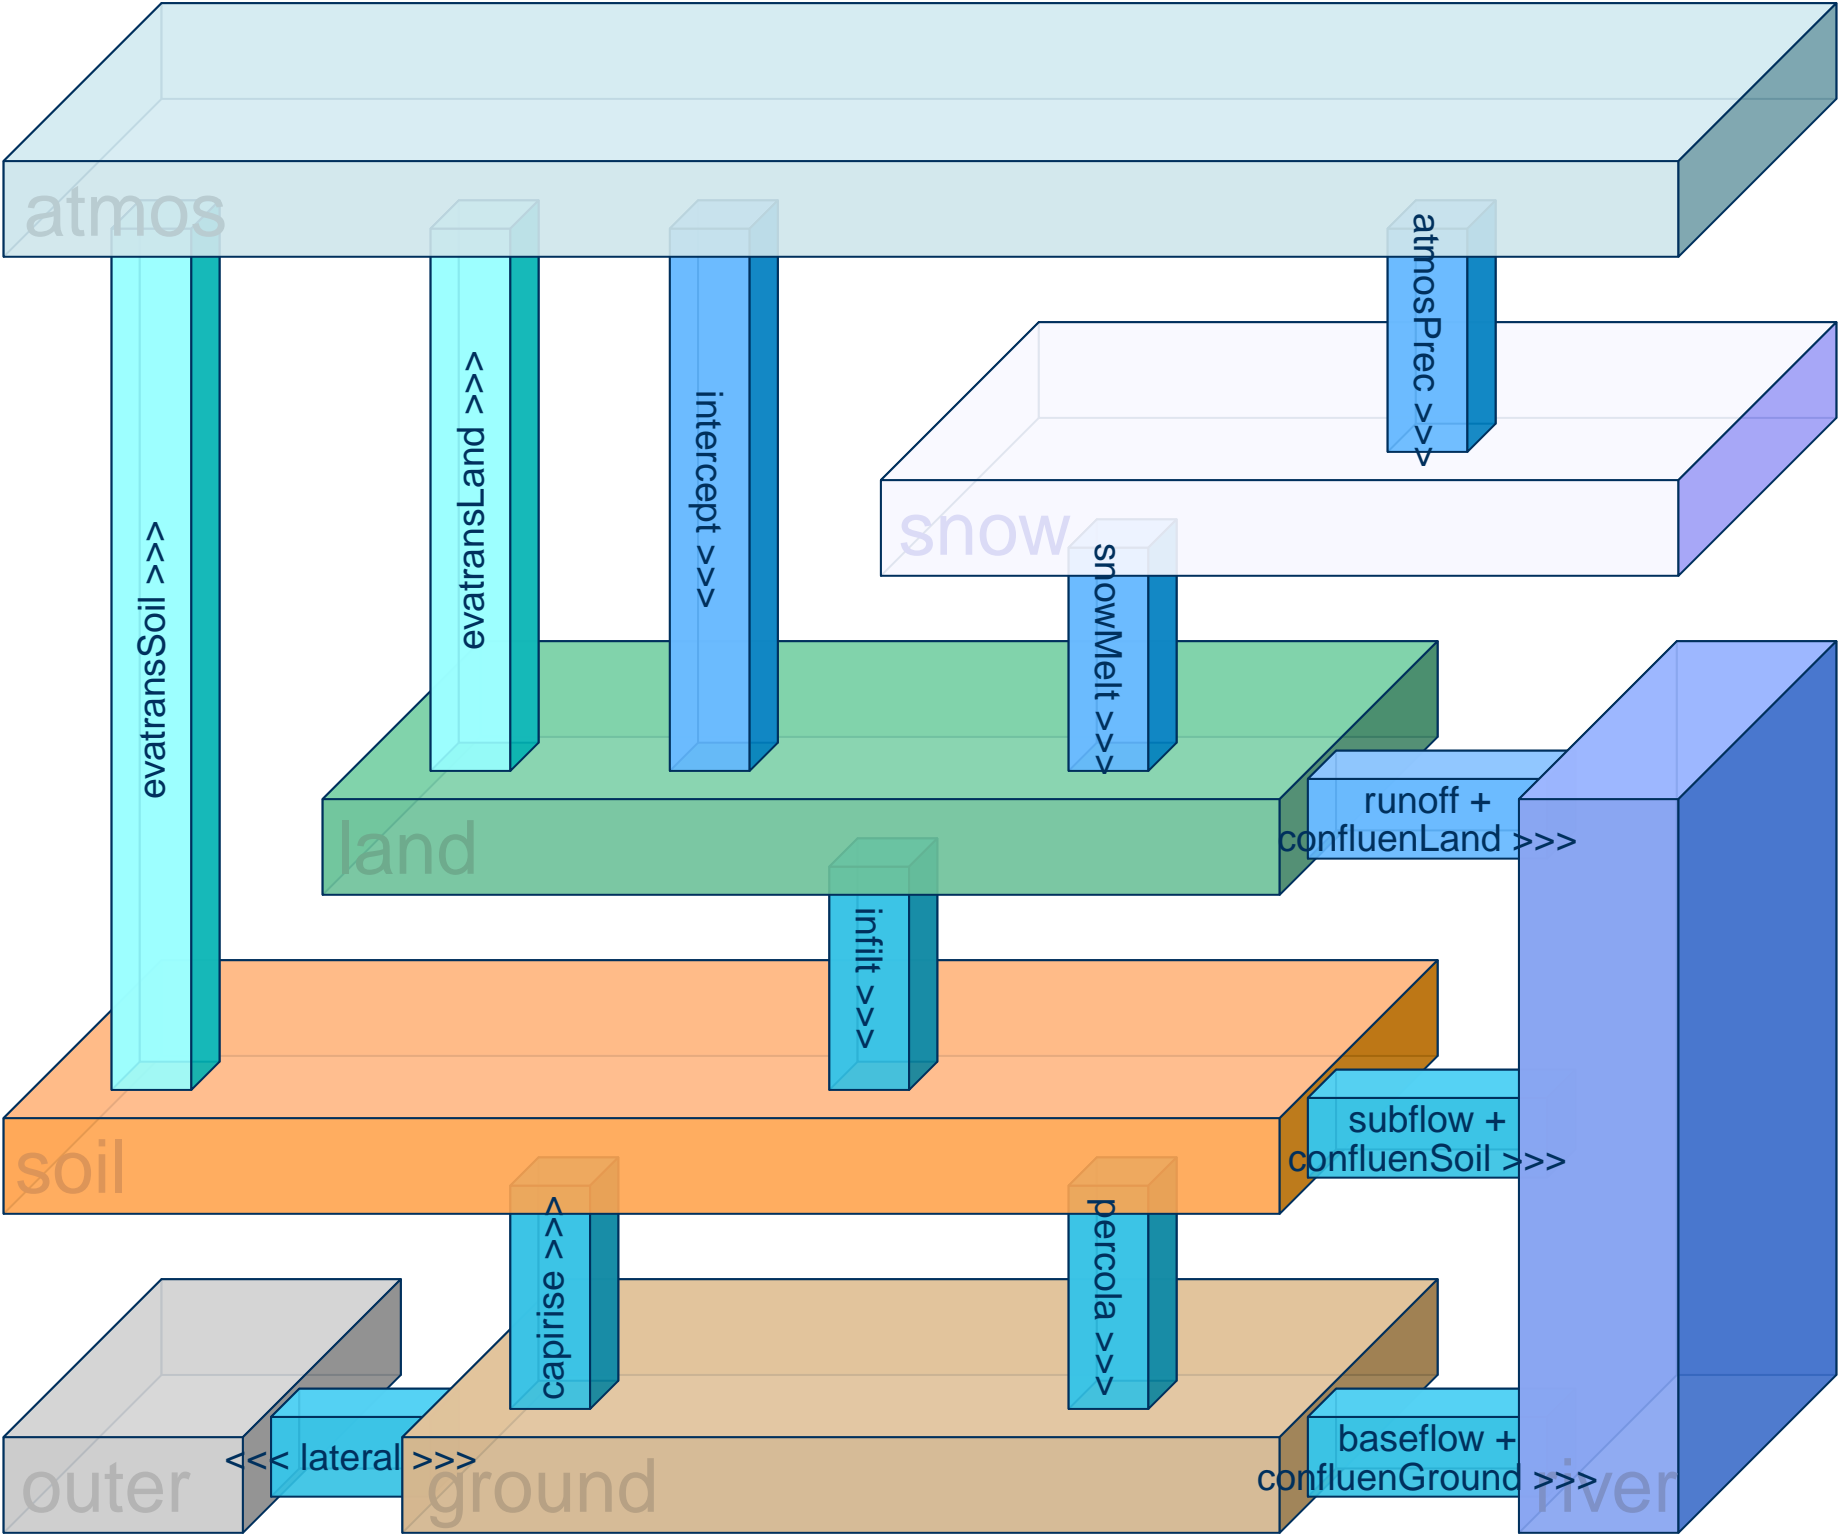 atmos
atmosPrec >>>
evatransLand >>>
intercept >>>
snow
evatransSoil >>>
snowMelt >>>
land
runoff +
confluenLand >>>
infilt >>>
soil
subflow +
confluenSoil >>>
capirise >>>
percola >>>
outer
<<< lateral >>>
ground
baseflow +
confluenGround >>>
river